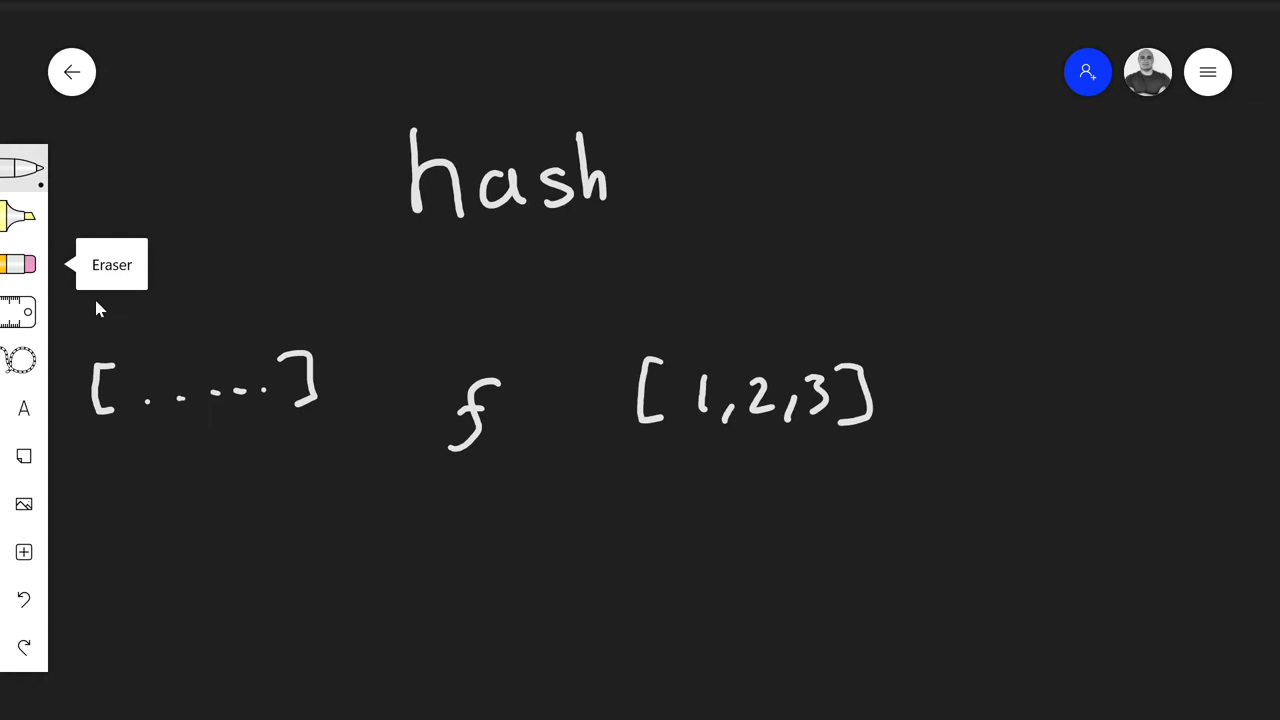 hash
Eraser
[.....] f [1,2,3]
A